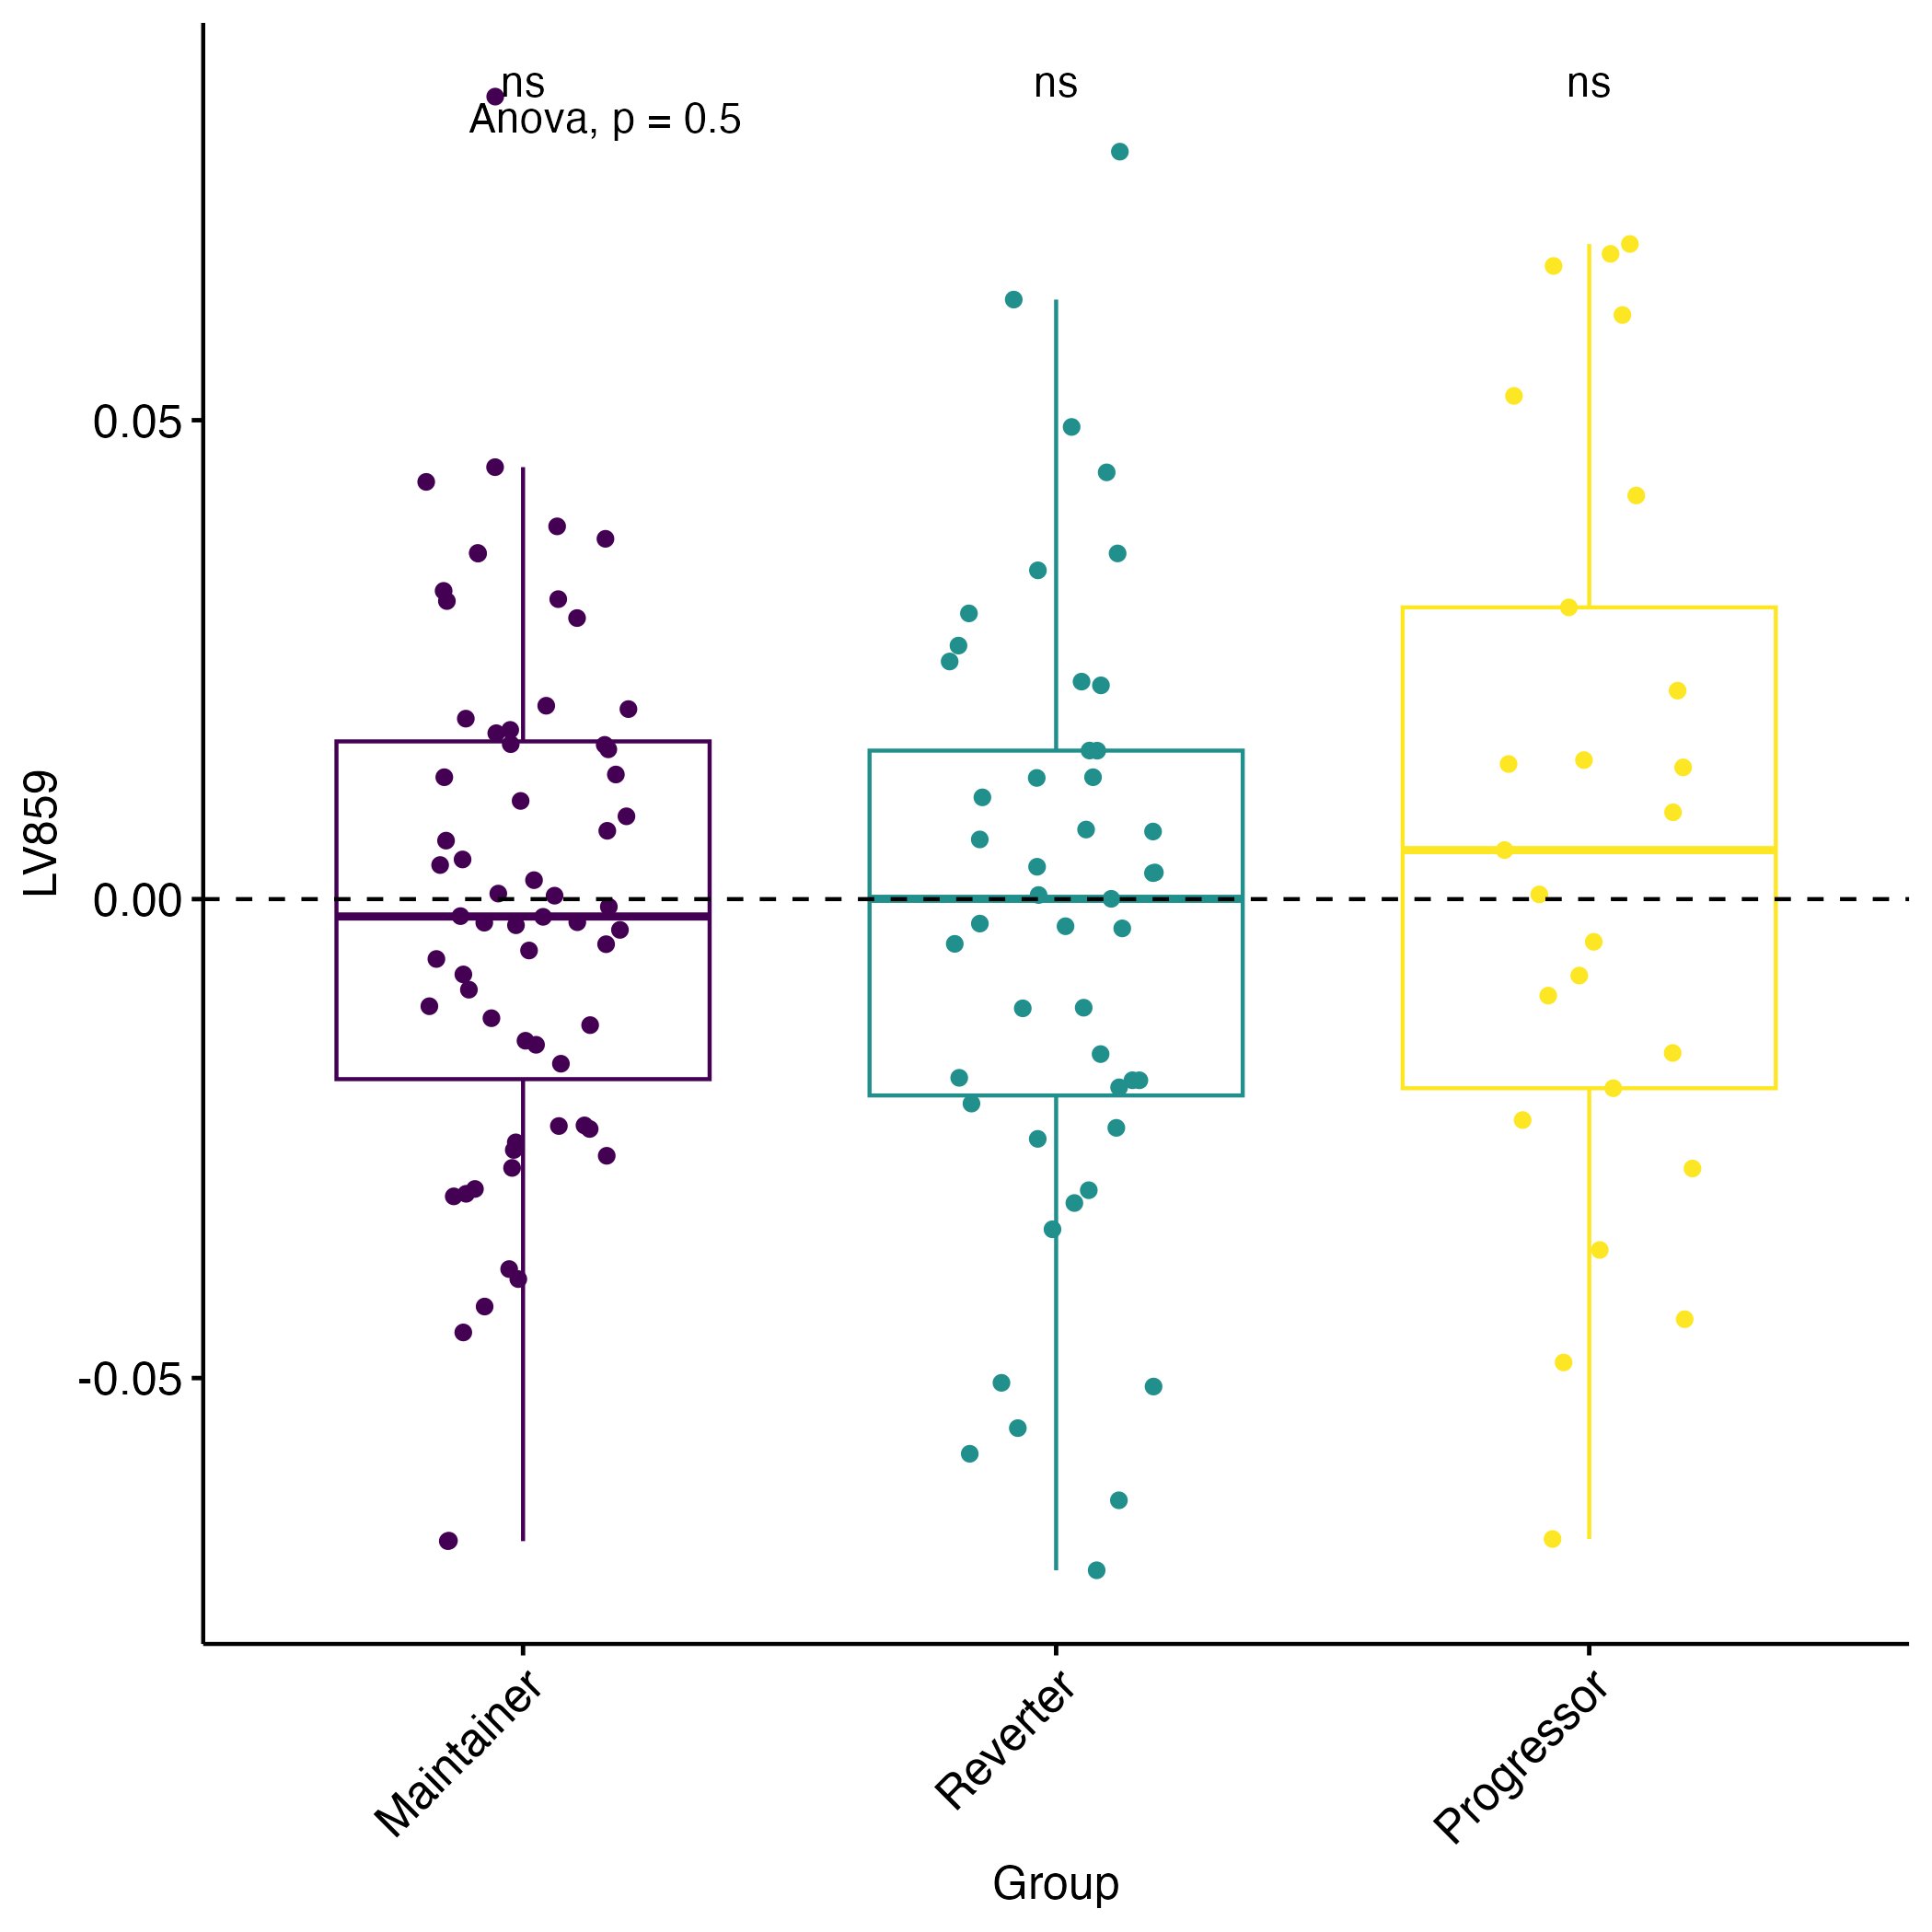 ns ns ns
Anova, p = 0.5
0.05
0.00
-0.05
LV859
Maintainer
Reverter
Progressor
Group